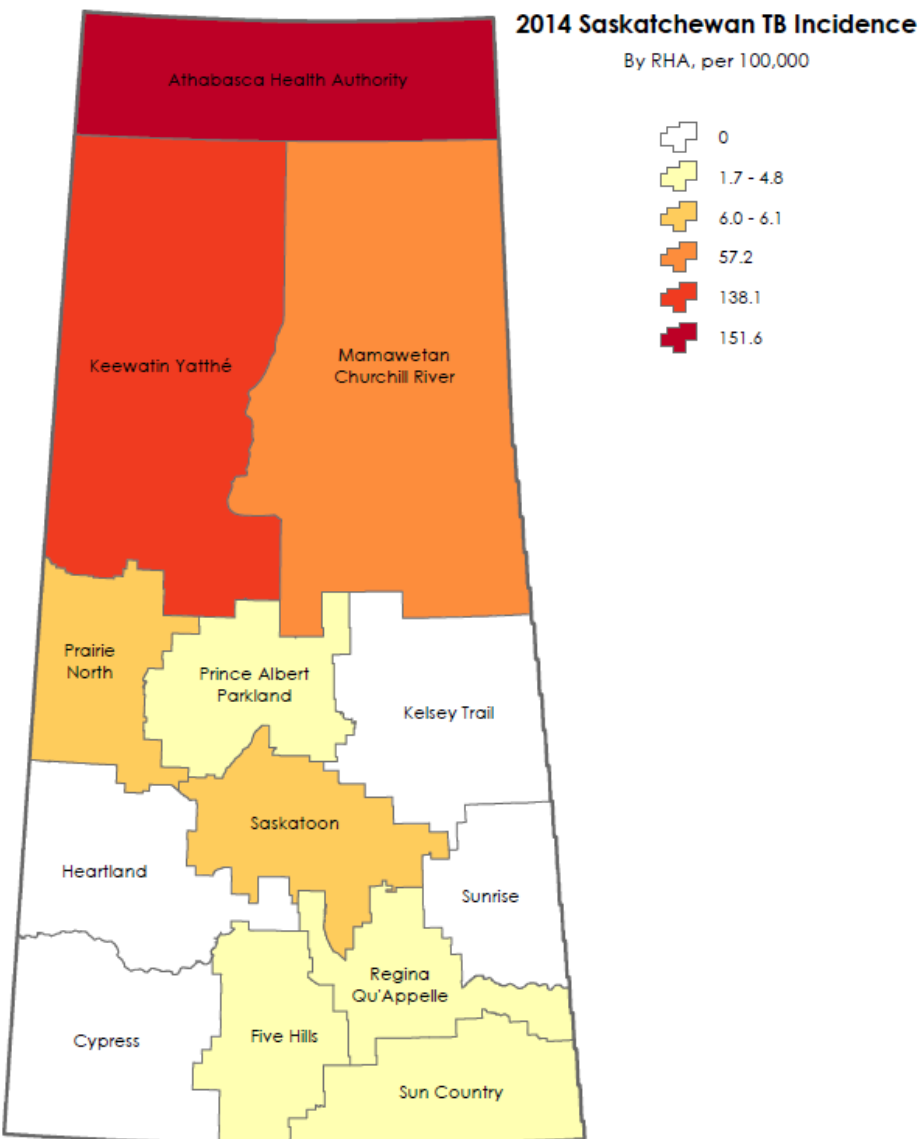 2014 Saskatchewan TB Incidence
By RHA, per 100,000
0
1.7 - 4.8
6.0 - 6.1
57.2
138.1
151.6
Athabasca Health Authority
Keewatin Yatthé
Mamawetan
Churchill River
Prairie
North
Prince Albert
Parkland
Kelsey Trail
Saskatoon
Heartland
Sunrise
Regina
Qu'Appelle
Cypress
Five Hills
Sun Country